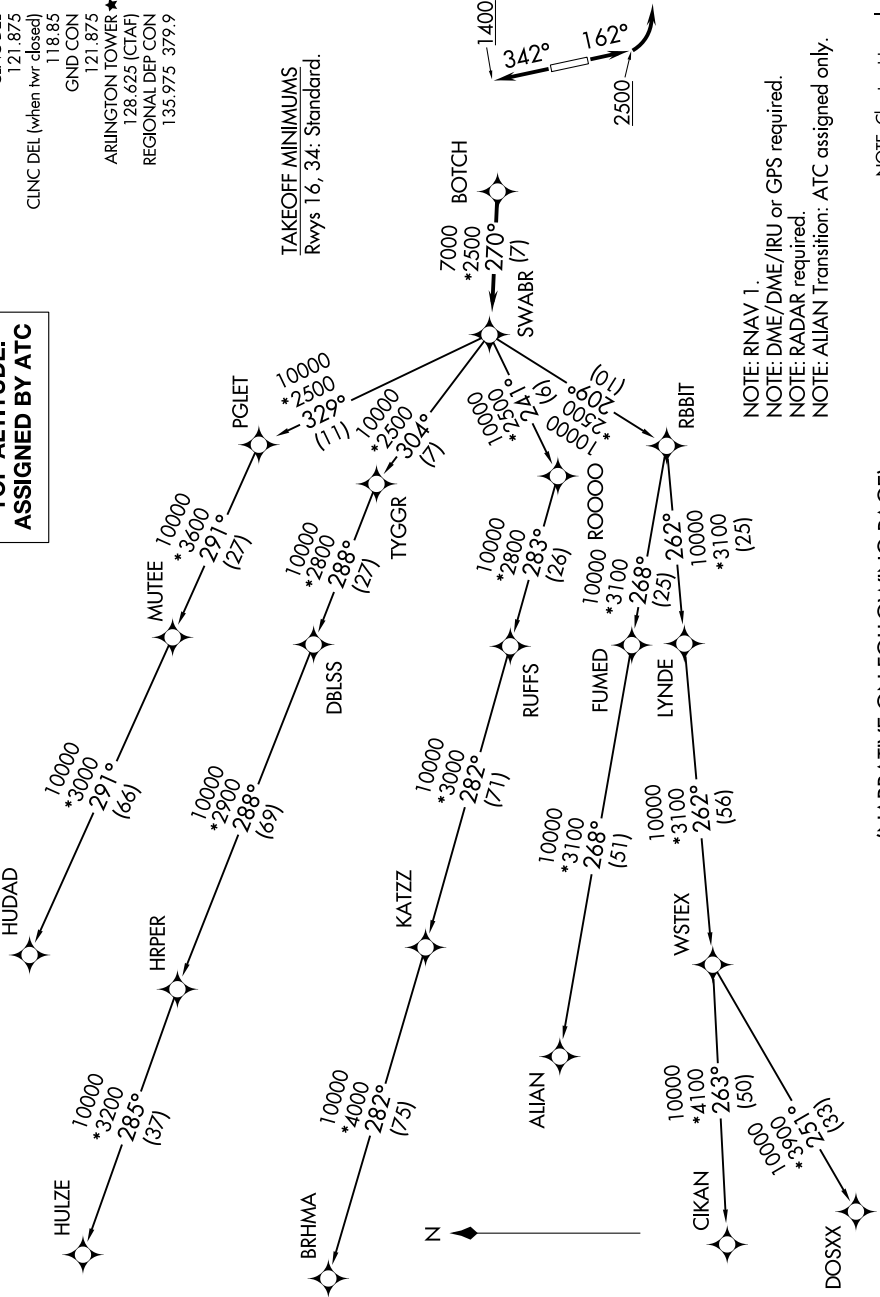 121.875
CLNC DEL (when twr closed)
118.85
GND CON
121.875
ARLINGTON TOWER ★
128.625 (CTAF)
REGIONAL DEP CON
135.975 379.9
ASSIGNED BY ATC
TAKEOFF MINIMUMS
Rwys 16, 34: Standard.
1400
342°
162°
2500
BOTCH
7000
*2500
270°
(7)
SWABR
10000
*2500
329°
(11)
PGLET
10000
*3600
291°
(27)
MUTEE
10000
*3000
291°
(66)
HUDAD
10000
*2500
304°
(7)
TYGGR
10000
*2800
288°
(27)
DBLSS
10000
*2900
288°
(69)
HRPER
10000
*3200
285°
(37)
HULZE
10000
*2500
241°
(6)
ROOOO
10000
*2800
283°
(26)
RUFFS
10000
*3000
282°
(71)
KATZZ
10000
*4000
282°
(75)
BRHMA
10000
*2500
209°
(10)
RBBIT
10000
*3100
268°
(25)
FUMED
10000
*3100
268°
(51)
ALIAN
262°
10000
*3100
(25)
LYNDE
10000
*3100
262°
(56)
WSTEX
10000
*4100
263°
(50)
CIKAN
10000
*3900
251°
(33)
DOSXX
N
NOTE: RNAV 1.
NOTE: DME/DME/IRU or GPS required.
NOTE: RADAR required.
NOTE: ALIAN Transition: ATC assigned only.